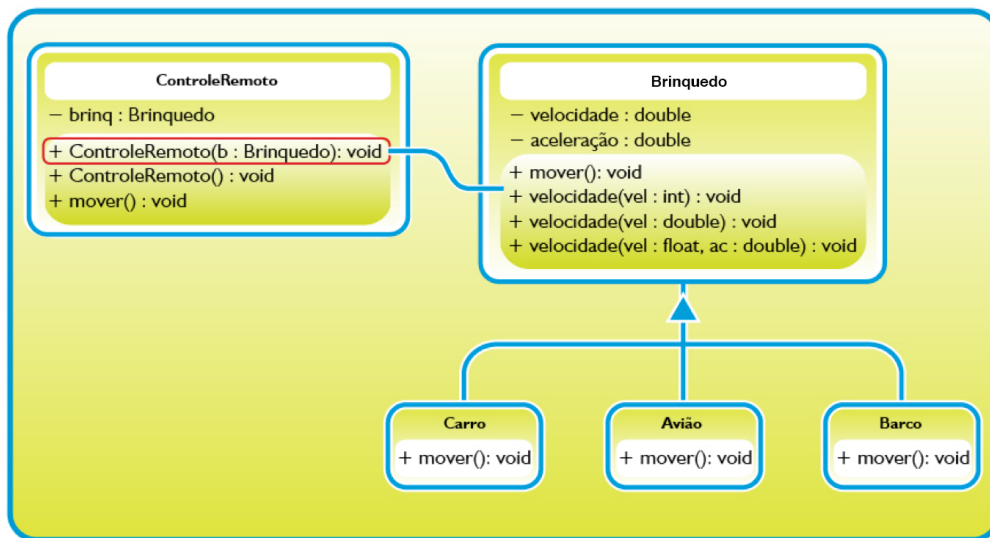 ControleRemoto
− brinq : Brinquedo
+ ControleRemoto(b : Brinquedo): void
+ ControleRemoto() : void
+ mover() : void
Brinquedo
− velocidade : double
− aceleração : double
+ mover(): void
+ velocidade(vel : int) : void
+ velocidade(vel : double) : void
+ velocidade(vel : float, ac : double) : void
Carro
+ mover(): void
Avião
+ mover(): void
Barco
+ mover(): void